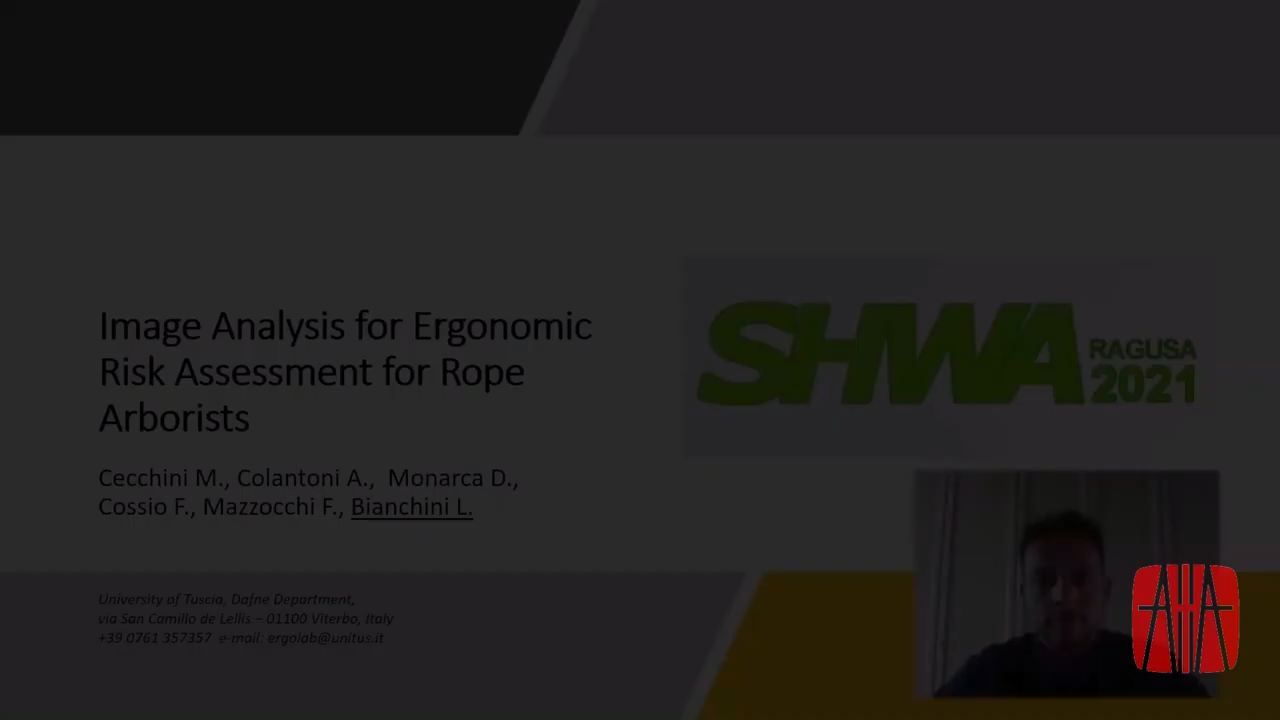 Image Analysis for Ergonomic
Risk Assessment for Rope
Arborists
SHWA RAGUSA 2021
Cecchini M., Colantoni A., Monarca D.,
Cossio F., Mazzocchi F., Bianchini L.
University of Tuscia, Dafne Department,
via San Camillo de Lellis – 01100 Viterbo, Italy
+39 0761 357357 e-mail: ergolab@unitus.it